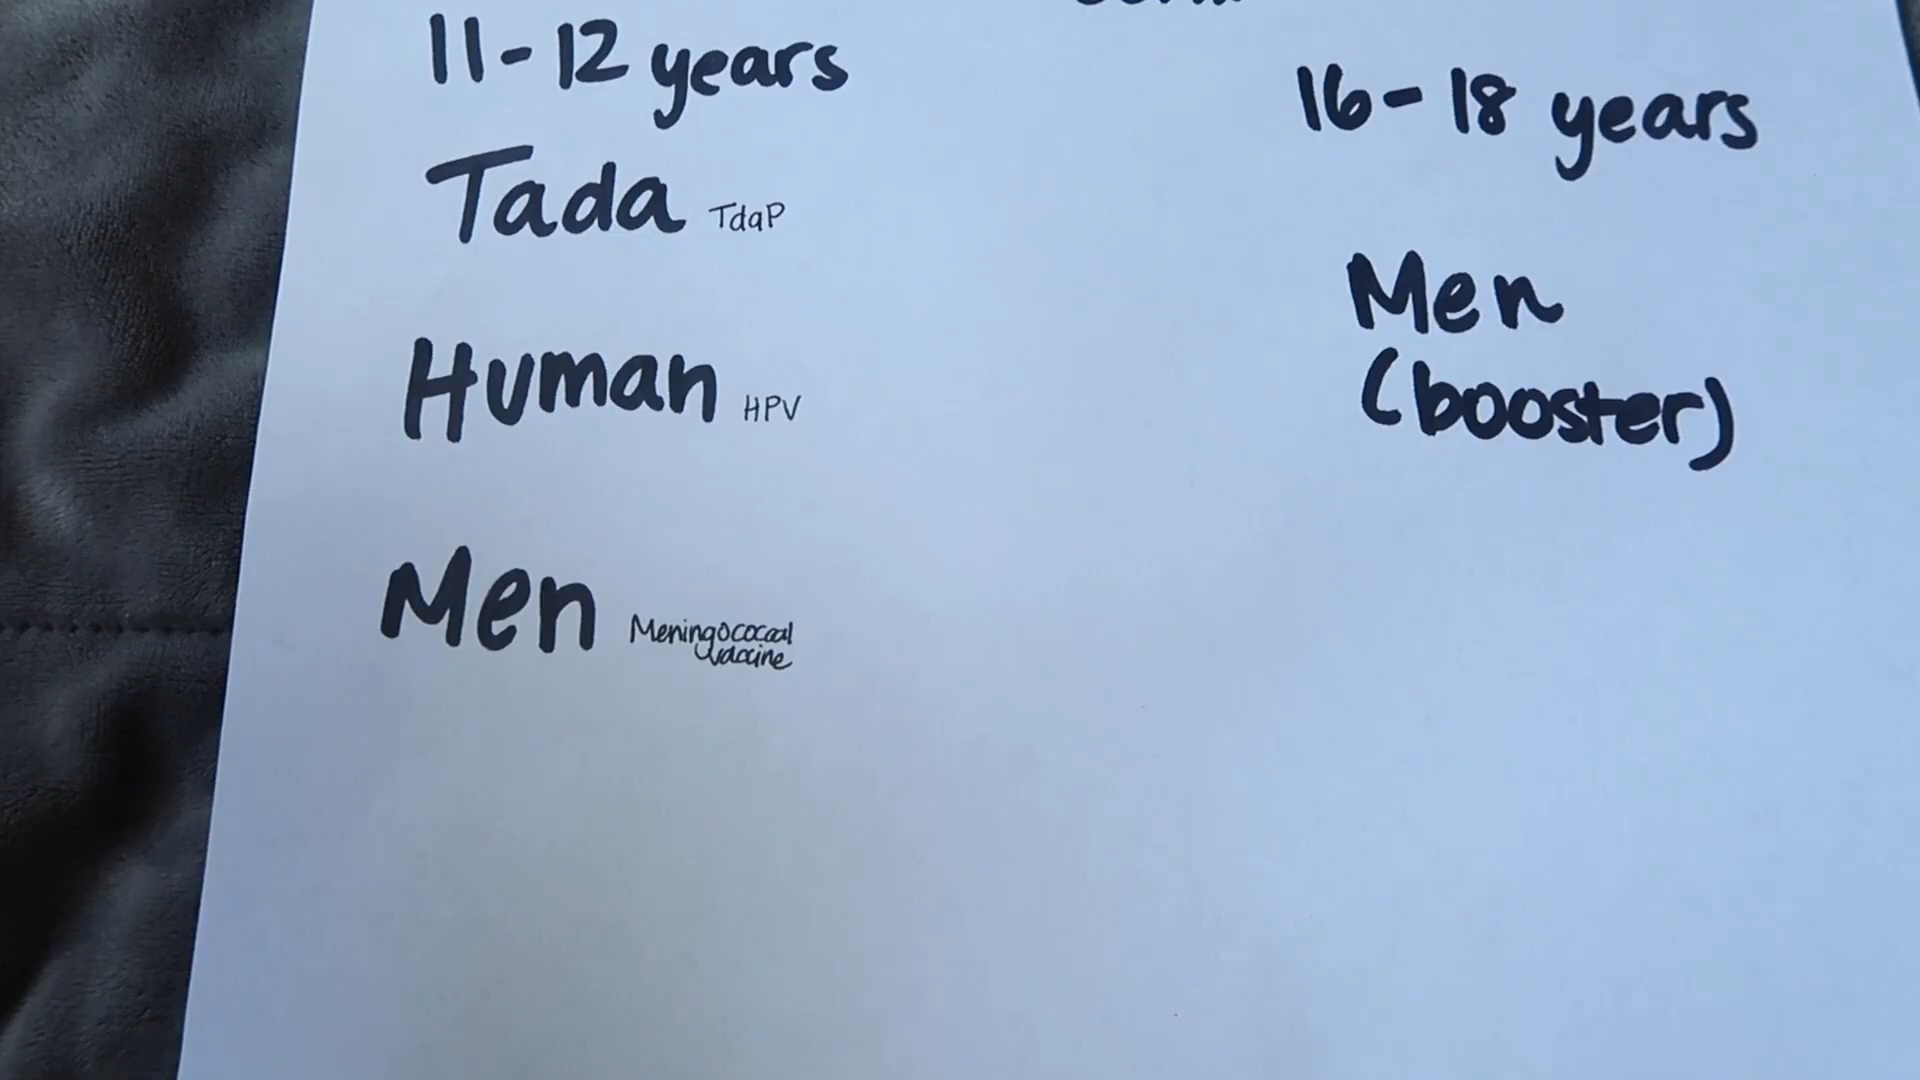 11-12 years
Tada TdaP
Human HPV
Men Meningococcal
vaccine
16-18 years
Men
(booster)